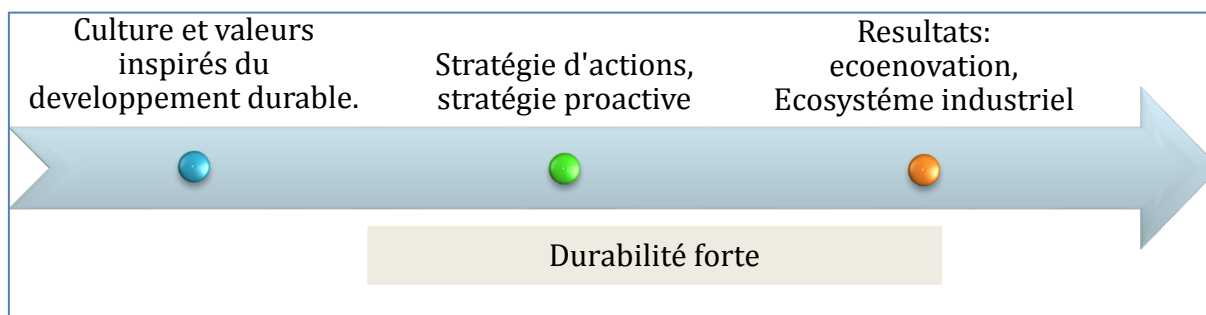 Culture et valeurs
inspirés du
developpement durable.
Stratégie d'actions,
stratégie proactive
Resultats:
ecoenovation,
Ecosystéme industriel
Durabilité forte